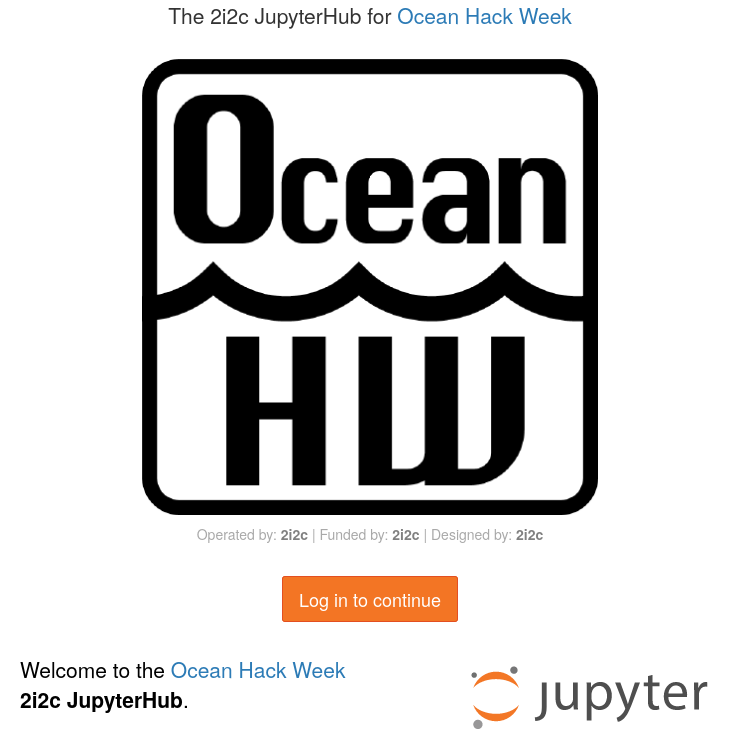 The 2i2c JupyterHub for Ocean Hack Week
Ocean
HW
Operated by: 2i2c | Funded by: 2i2c | Designed by: 2i2c
Log in to continue
Welcome to the Ocean Hack Week
2i2c JupyterHub.
jupyter